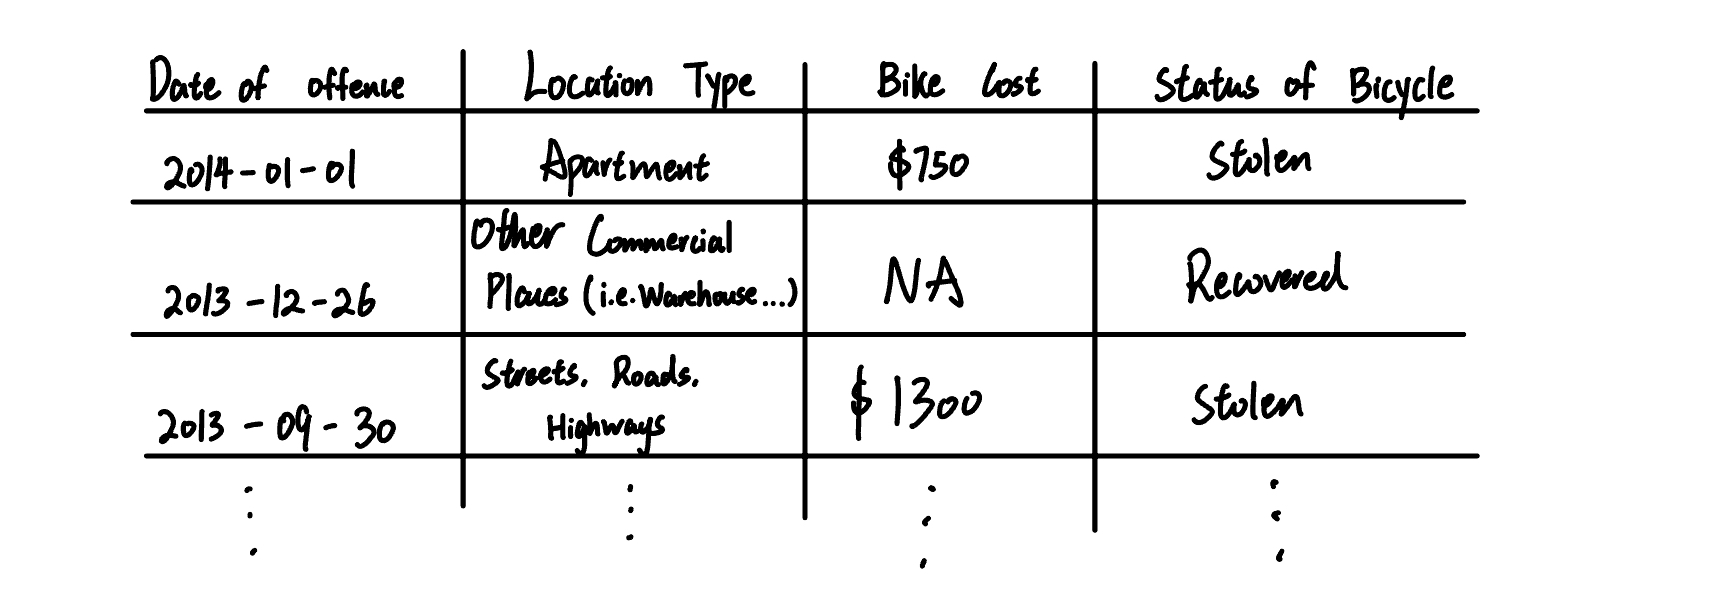 Date of offence Location Type Bike Cost Status of Bicycle
2014-01-01 Apartment $750 Stolen
Other Commercial
Places (i.e. Warehouse...)
2013-12-26 NA Recovered
Streets, Roads,
Highways
2013-09-30 $1300 Stolen